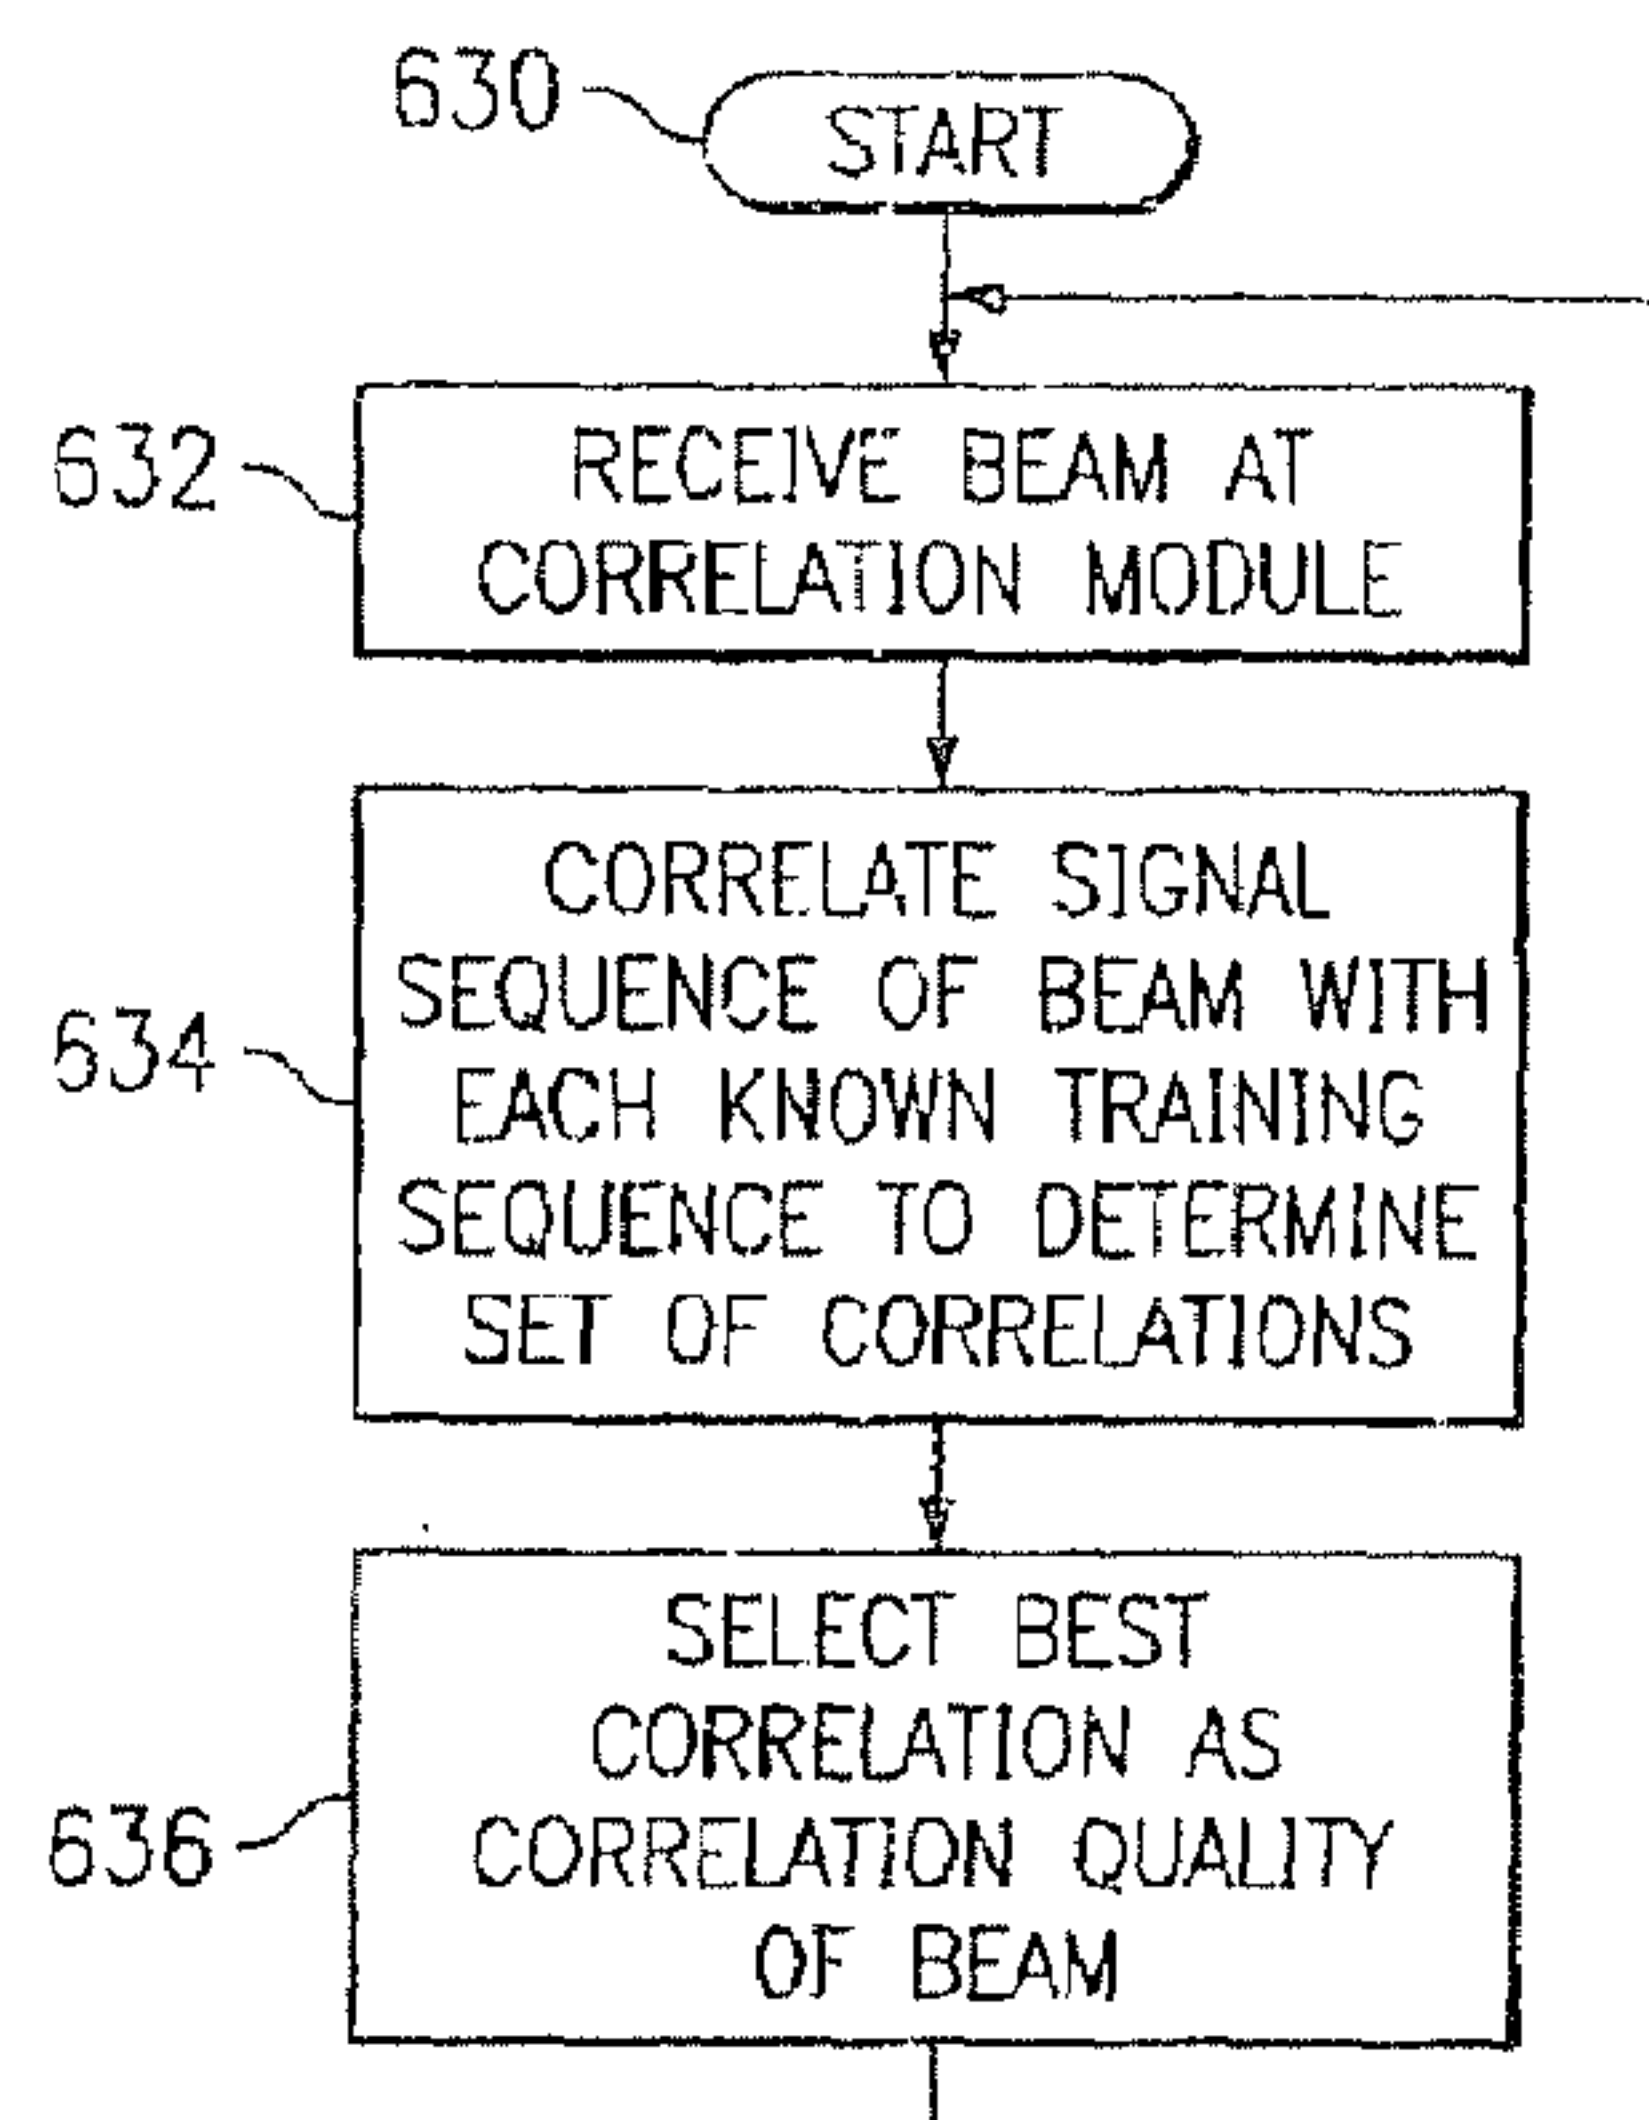 630
START
632
RECEIVE BEAM AT
CORRELATION MODULE
634
CORRELATE SIGNAL
SEQUENCE OF BEAM WITH
EACH KNOWN TRAINING
SEQUENCE TO DETERMINE
SET OF CORRELATIONS
636
SELECT BEST
CORRELATION AS
CORRELATION QUALITY
OF BEAM